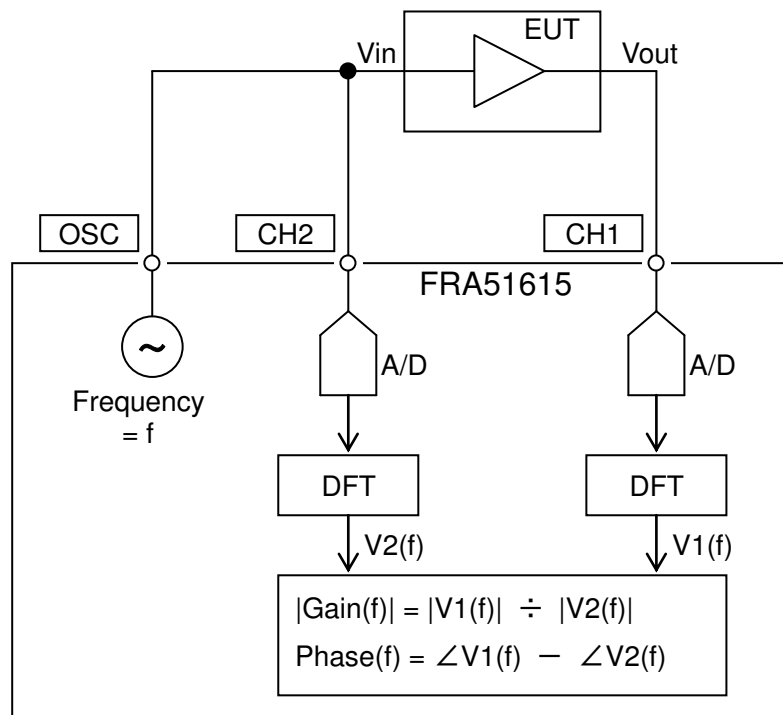 EUT
Vin
Vout
OSC
CH2
CH1
FRA51615
~
A/D
A/D
Frequency
= f
DFT
DFT
V2(f)
V1(f)
|Gain(f)| = |V1(f)| ÷ |V2(f)|
Phase(f) = ∠V1(f) − ∠V2(f)